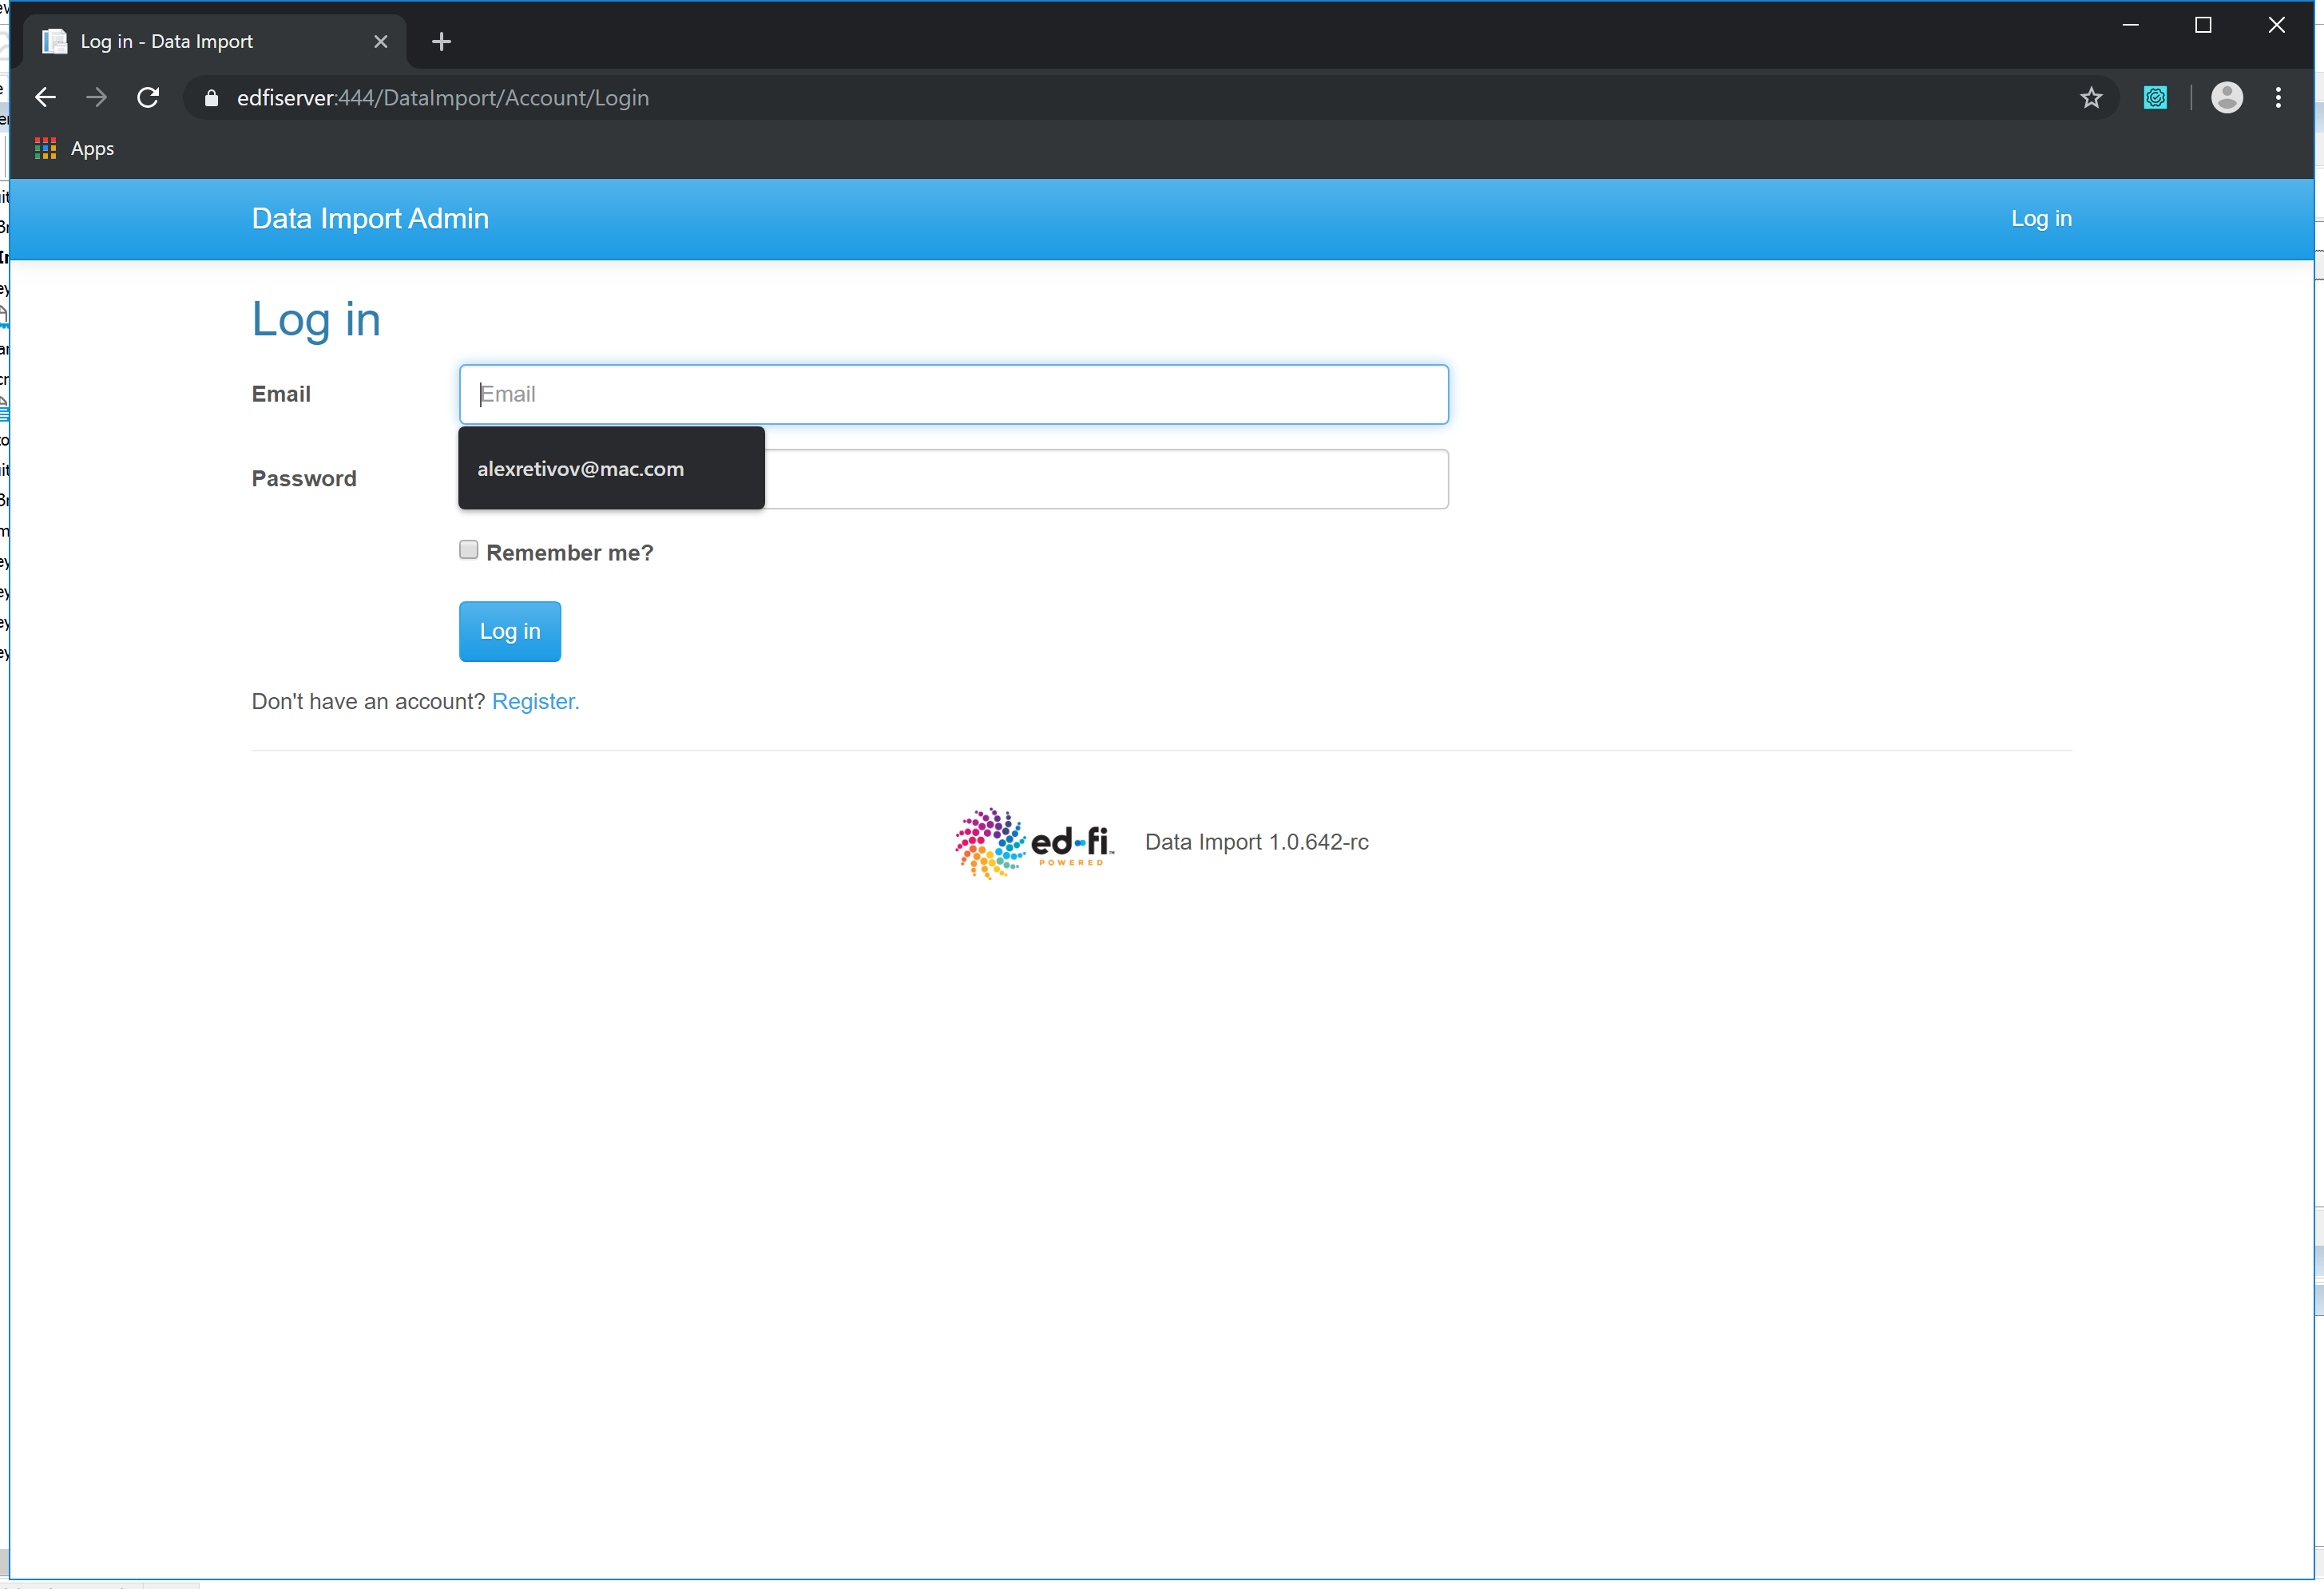 Log in - Data Import
edfiserver:444/DataImport/Account/Login
Apps
Data Import Admin
Log in
Log in
Email
Email
alexretivov@mac.com
Password
Remember me?
Log in
Don't have an account? Register.
ed-fi
POWERED
Data Import 1.0.642-rc